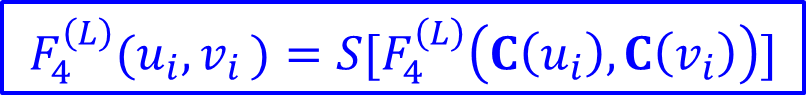 F₄⁽ᴸ⁾(uᵢ, vᵢ) = S[F₄⁽ᴸ⁾(𝐂(uᵢ), 𝐂(vᵢ))]